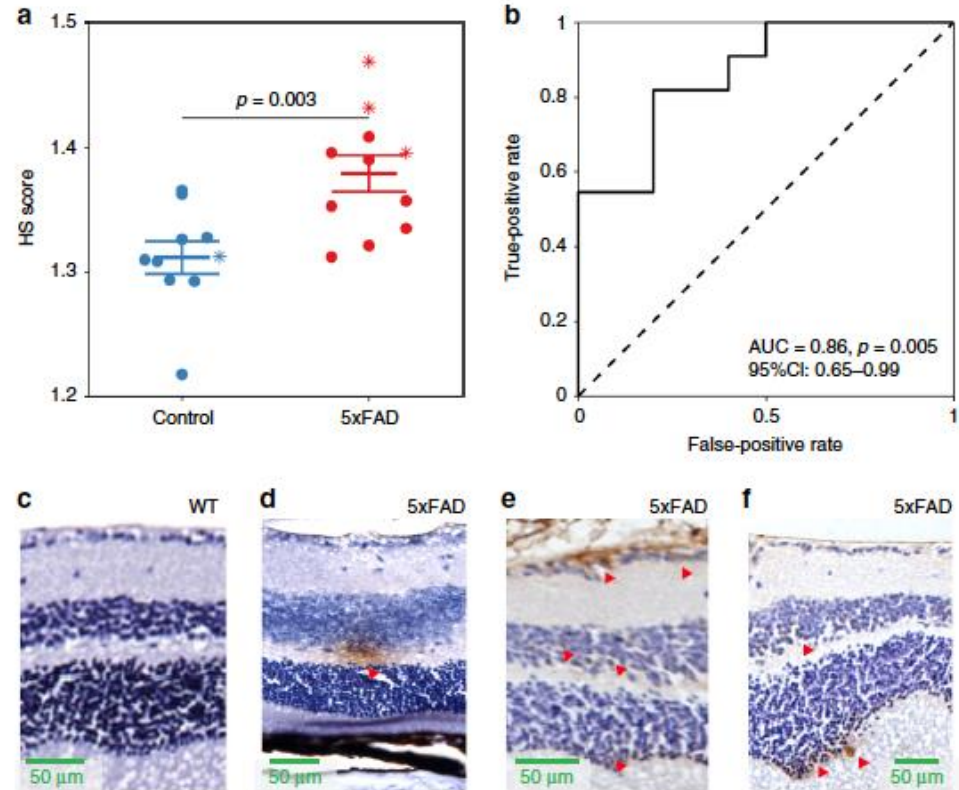 a
1.5
1.4
1.3
1.2
HS score
p = 0.003
Control
5xFAD
b
1
0.8
0.6
0.4
0.2
0
True-positive rate
AUC = 0.86, p = 0.005
95%CI: 0.65–0.99
0
0.5
1
False-positive rate
c
WT
50 µm
d
5xFAD
50 µm
e
5xFAD
50 µm
f
5xFAD
50 µm